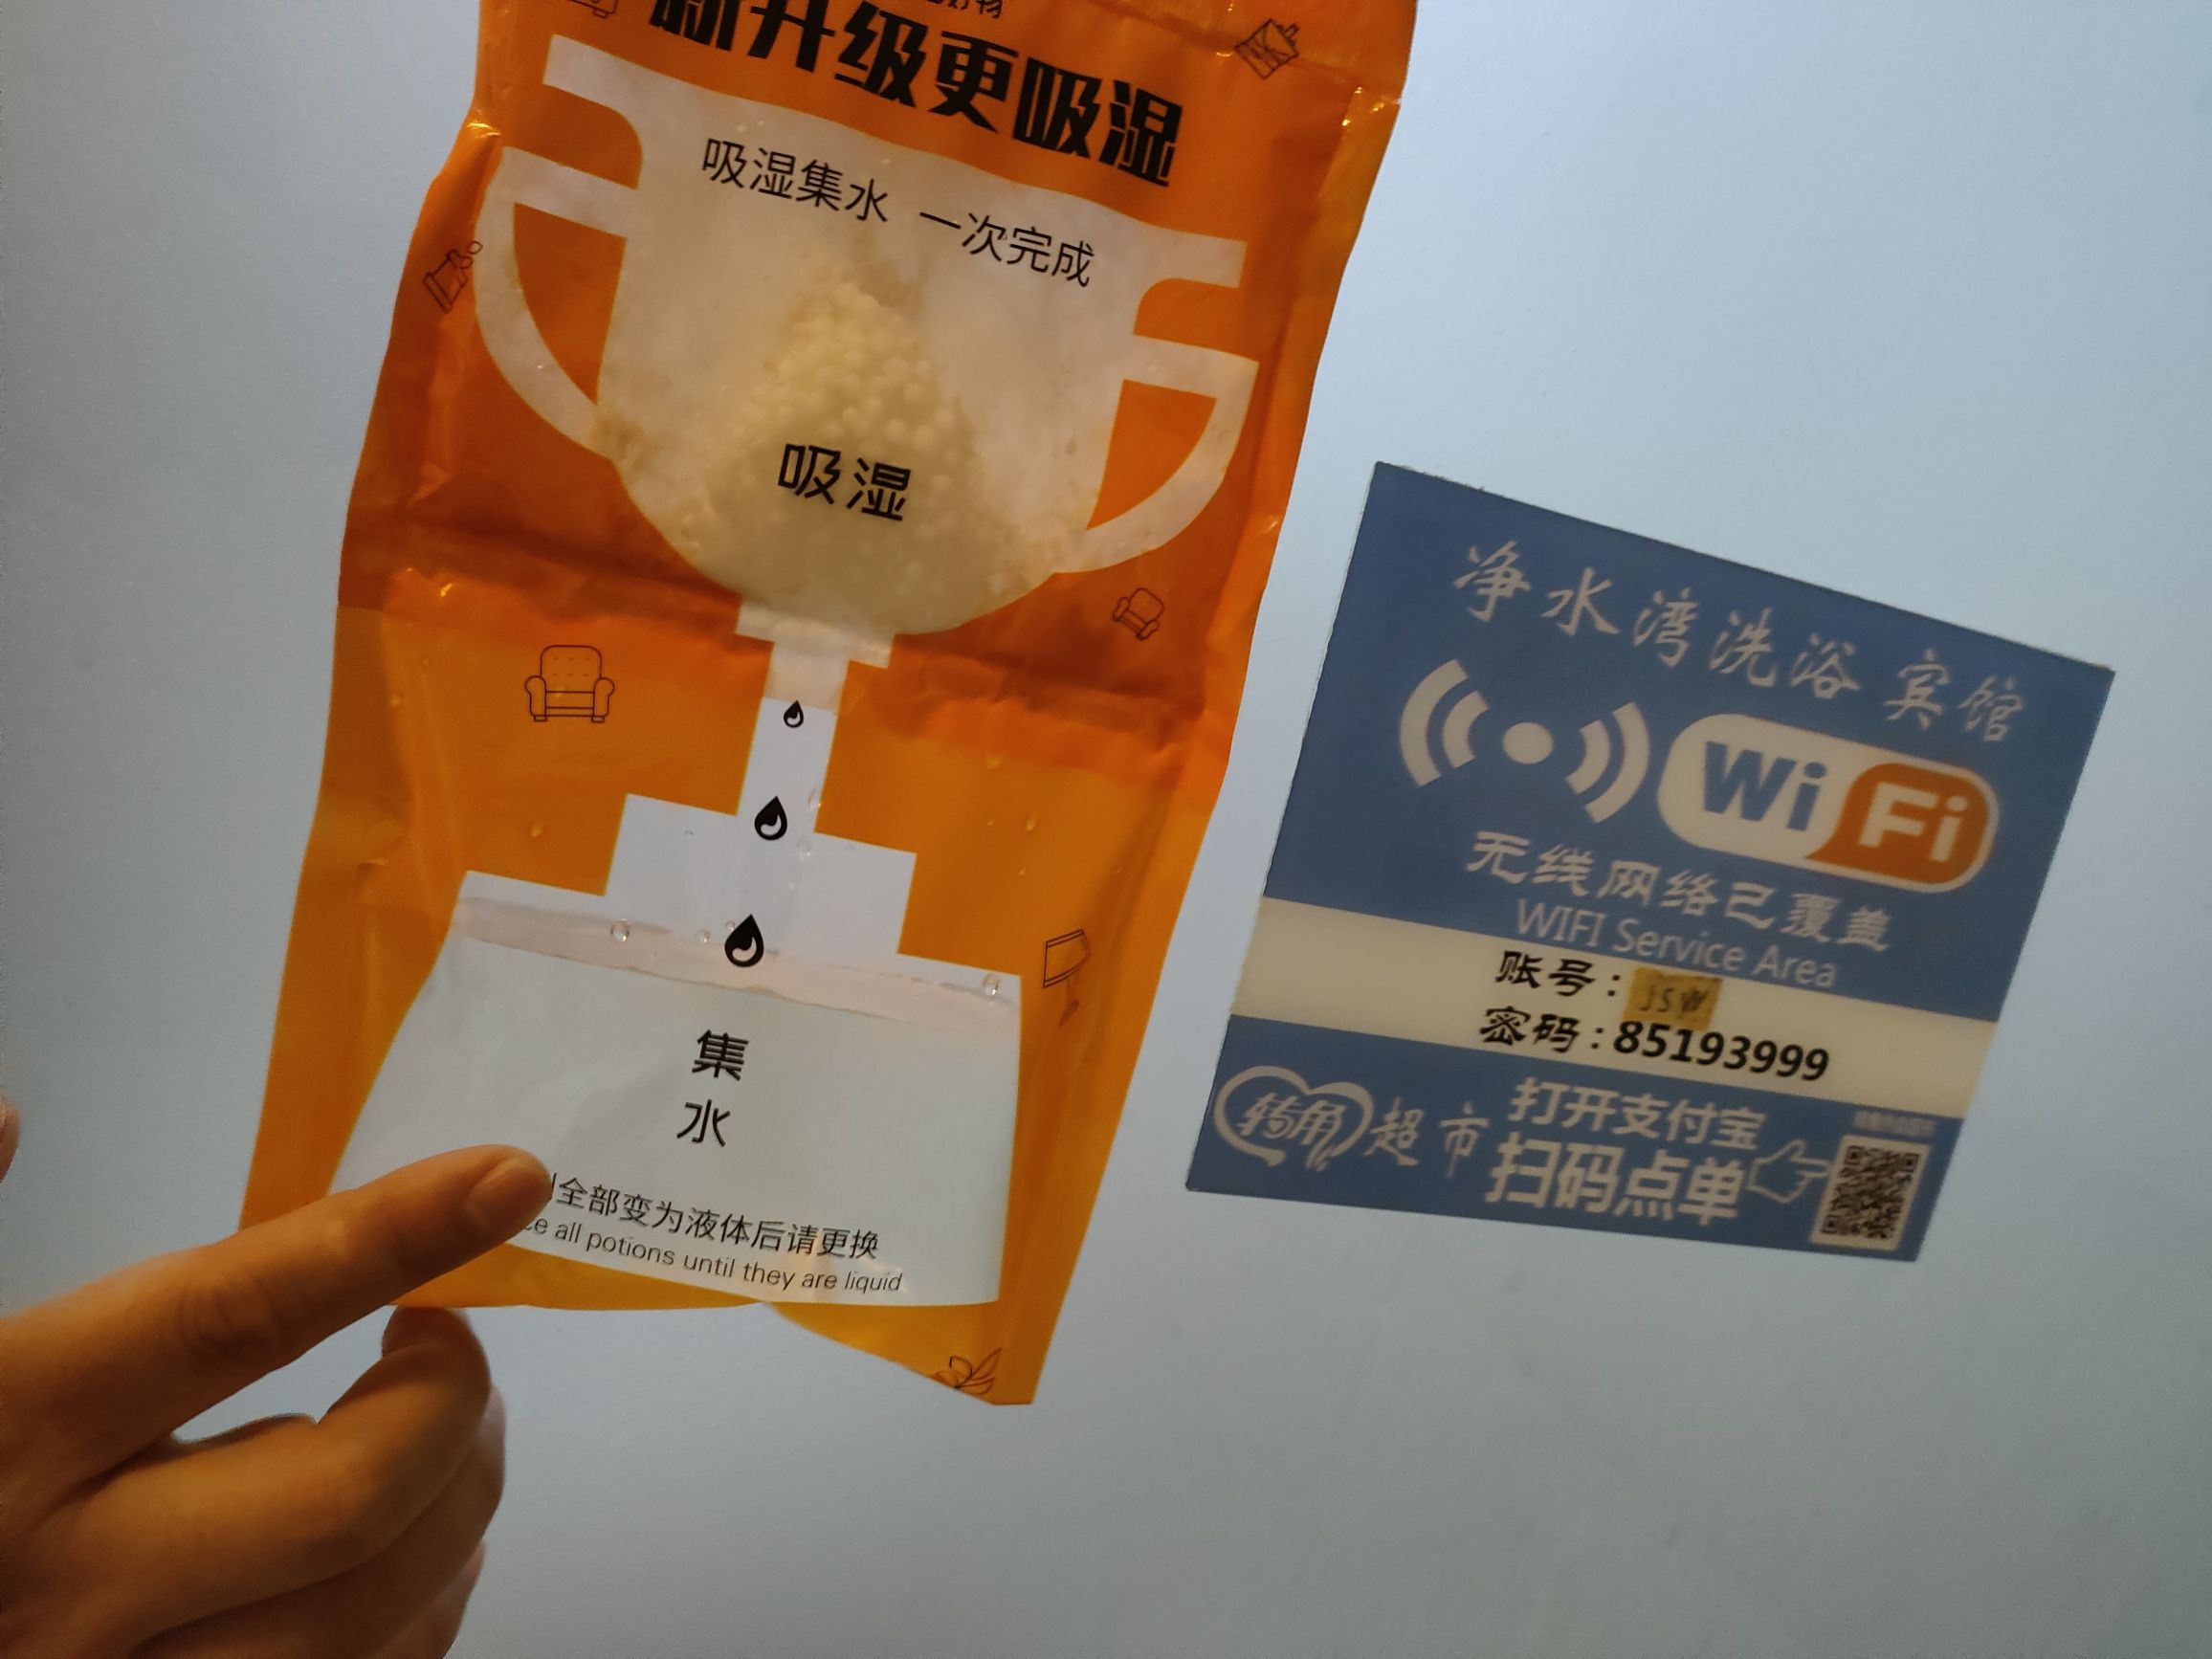 新升级更吸湿
吸湿集水 一次完成
吸湿
集
水
全部变为液体后请更换
all potions until they are liquid
净水湾洗浴宾馆
WiFi
无线网络已覆盖
WIFI Service Area
账号：jsw
密码：85193999
转角超市
打开支付宝
扫码点单